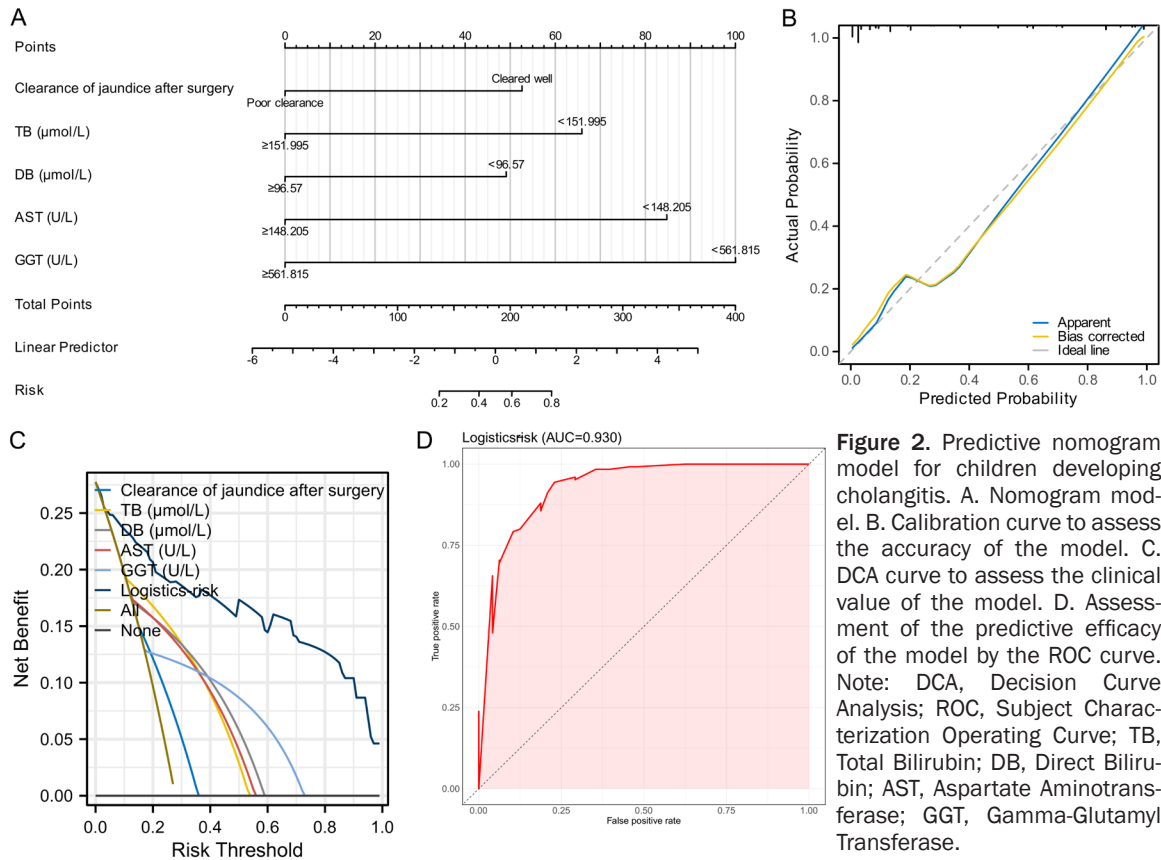 A
Points
0 20 40 60 80 100
Clearance of jaundice after surgery
Cleared well
Poor clearance
TB (μmol/L)
<151.995
≥151.995
DB (μmol/L)
<96.57
≥96.57
AST (U/L)
<148.205
≥148.205
GGT (U/L)
<561.815
≥561.815
Total Points
0 100 200 300 400
Linear Predictor
-6 -4 -2 0 2 4
Risk
0.2 0.4 0.6 0.8
B
Actual Probability
1.0
0.8
0.6
0.4
0.2
0.0
Apparent
Bias corrected
Ideal line
0.0 0.2 0.4 0.6 0.8 1.0
Predicted Probability
C
Net Benefit
0.25
0.20
0.15
0.10
0.05
0.00
Clearance of jaundice after surgery
TB (μmol/L)
DB (μmol/L)
AST (U/L)
GGT (U/L)
Logistics-risk
All
None
0.0 0.2 0.4 0.6 0.8 1.0
Risk Threshold
D
Logistics-risk (AUC=0.930)
True positive rate
1.00
0.75
0.50
0.25
0.00
0.00 0.25 0.50 0.75 1.00
False positive rate
Figure 2. Predictive nomogram
model for children developing
cholangitis. A. Nomogram mod-
el. B. Calibration curve to assess
the accuracy of the model. C.
DCA curve to assess the clinical
value of the model. D. Assess-
ment of the predictive efficacy
of the model by the ROC curve.
Note: DCA, Decision Curve
Analysis; ROC, Subject Charac-
terization Operating Curve; TB,
Total Bilirubin; DB, Direct Biliru-
bin; AST, Aspartate Aminotrans-
ferase; GGT, Gamma-Glutamyl
Transferase.